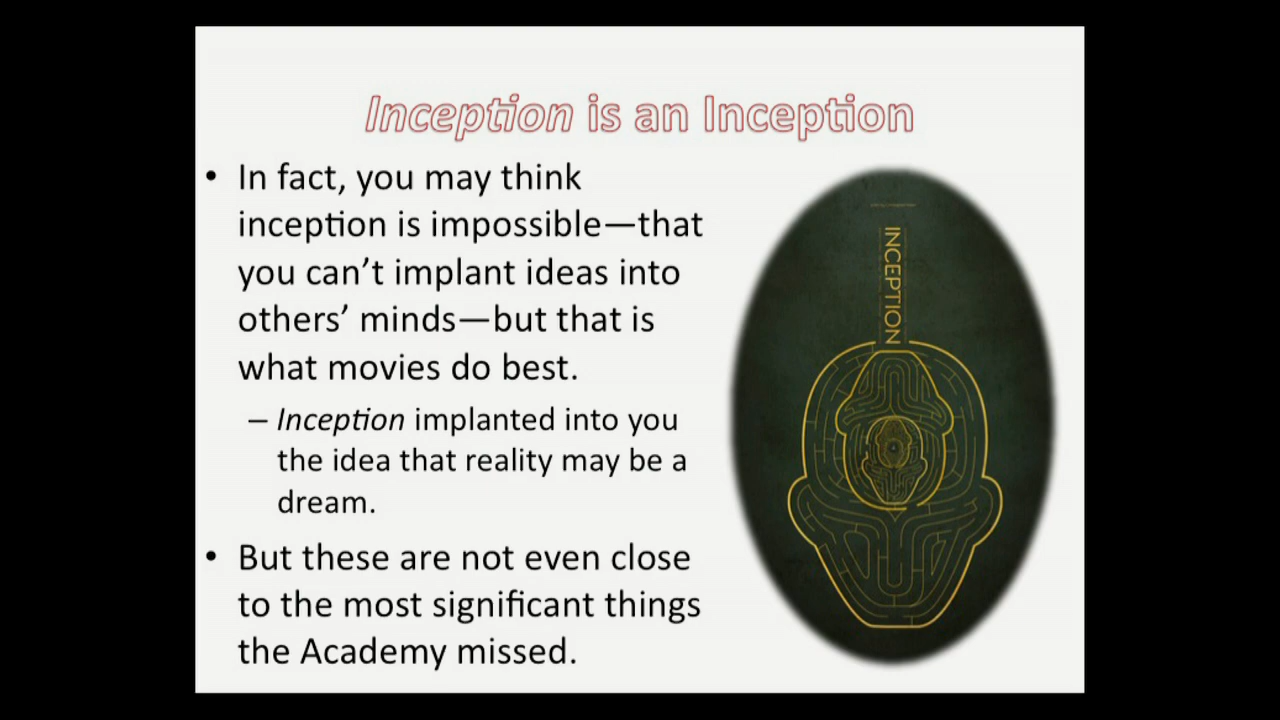 Inception is an Inception
• In fact, you may think
inception is impossible—that
you can’t implant ideas into
others’ minds—but that is
what movies do best.
– Inception implanted into you
the idea that reality may be a
dream.
• But these are not even close
to the most significant things
the Academy missed.
INCEPTION